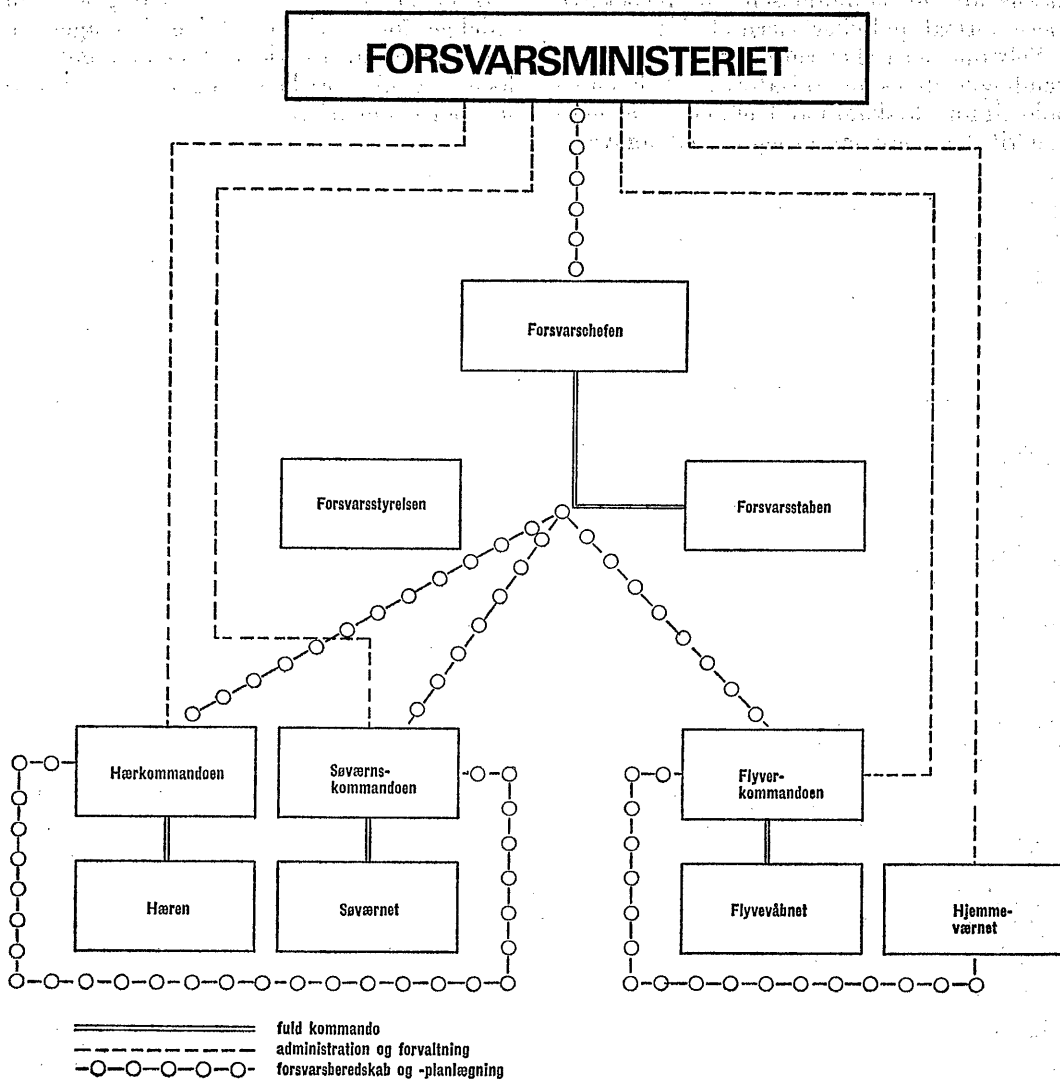 FORSVARSMINISTERIET
Forsvarschefen
Forsvarsstyrelsen
Forsvarsstaben
Hærkommandoen
Søværns-
kommandoen
Flyver-
kommandoen
Hæren
Søværnet
Flyvevåbnet
Hjemme-
værnet
fuld kommando
administration og forvaltning
forsvarsberedskab og -planlægning